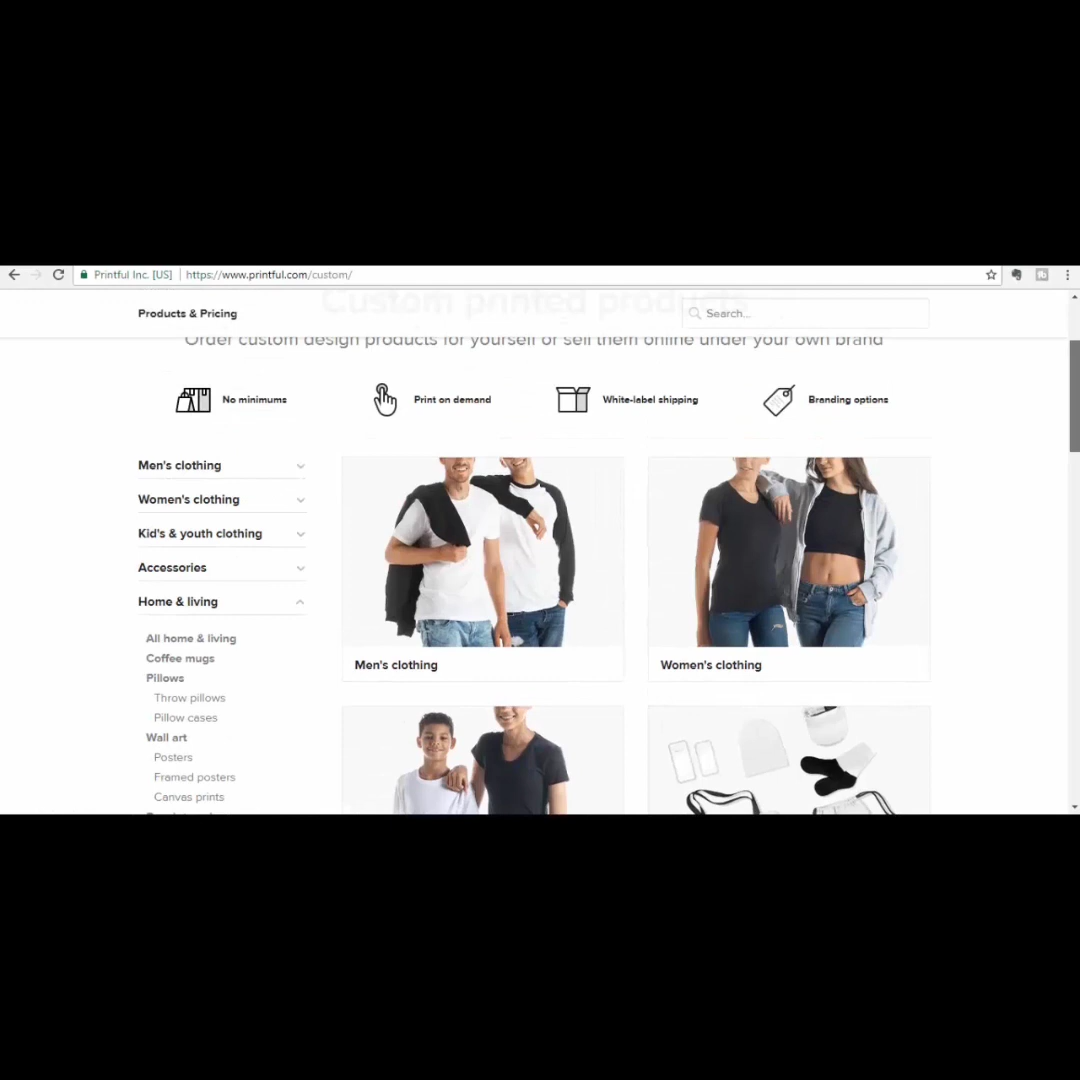 Printful Inc. [US] https://www.printful.com/custom/
Custom printed products
Products & Pricing
Search...
Order custom design products for yourself or sell them online under your own brand
No minimums
Print on demand
White-label shipping
Branding options
Men's clothing
Women's clothing
Kid's & youth clothing
Accessories
Home & living
All home & living
Coffee mugs
Pillows
Throw pillows
Pillow cases
Wall art
Posters
Framed posters
Canvas prints
Men's clothing
Women's clothing